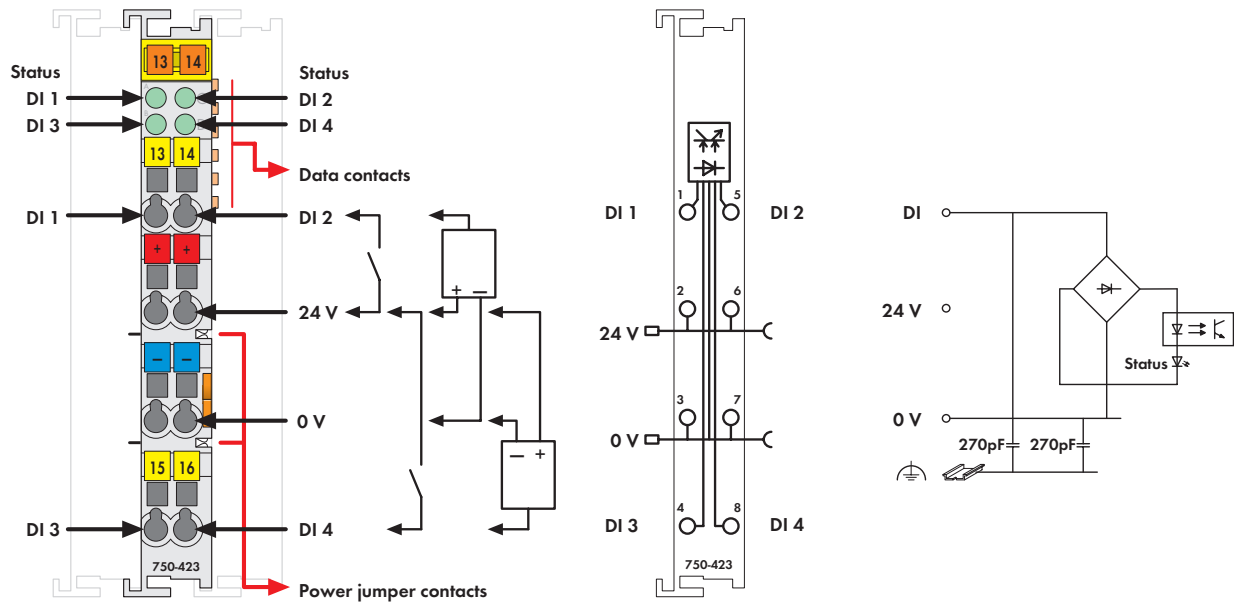 13 14
Status
Status
DI 1
DI 2
DI 3
DI 4
13 14
Data contacts
DI 1
DI 2
+ +
+ −
24 V
− −
0 V
− +
15 16
DI 3
DI 4
750-423
Power jumper contacts
1 5
DI 1
DI 2
2 6
24 V
3 7
0 V
4 8
DI 3
DI 4
750-423
DI
24 V
Status
0 V
270pF 270pF